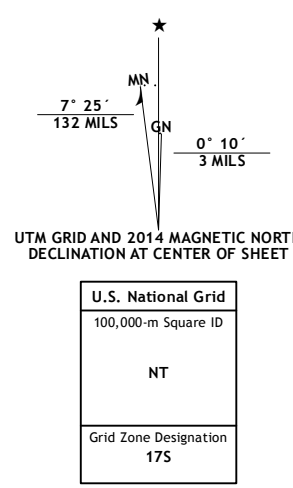 ★
MN
7° 25´
132 MILS
GN
0° 10´
3 MILS
UTM GRID AND 2014 MAGNETIC NORT
DECLINATION AT CENTER OF SHEET
U.S. National Grid
100,000-m Square ID
NT
Grid Zone Designation
17S